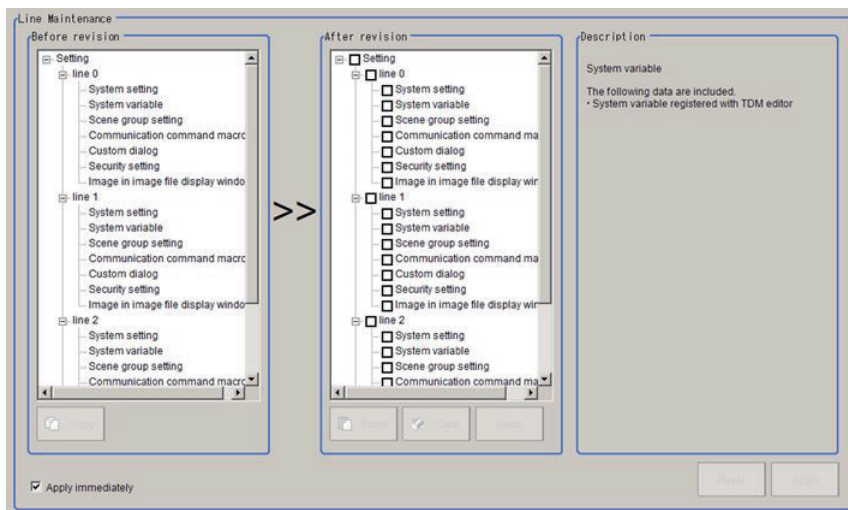 Line Maintenance
Before revision
Setting
line 0
System setting
System variable
Scene group setting
Communication command macro
Custom dialog
Security setting
Image in image file display windo
line 1
System setting
System variable
Scene group setting
Communication command macro
Custom dialog
Security setting
Image in image file display windo
line 2
System setting
System variable
Scene group setting
Communication command macro
Copy
>>
After revision
Setting
line 0
System setting
System variable
Scene group setting
Communication command ma
Custom dialog
Security setting
Image in image file display win
line 1
System setting
System variable
Scene group setting
Communication command ma
Custom dialog
Security setting
Image in image file display win
line 2
System setting
System variable
Scene group setting
Communication command ma
Paste
Clear
Description
System variable
The following data are included.
・System variable registered with TDM editor
Apply immediately
Apply